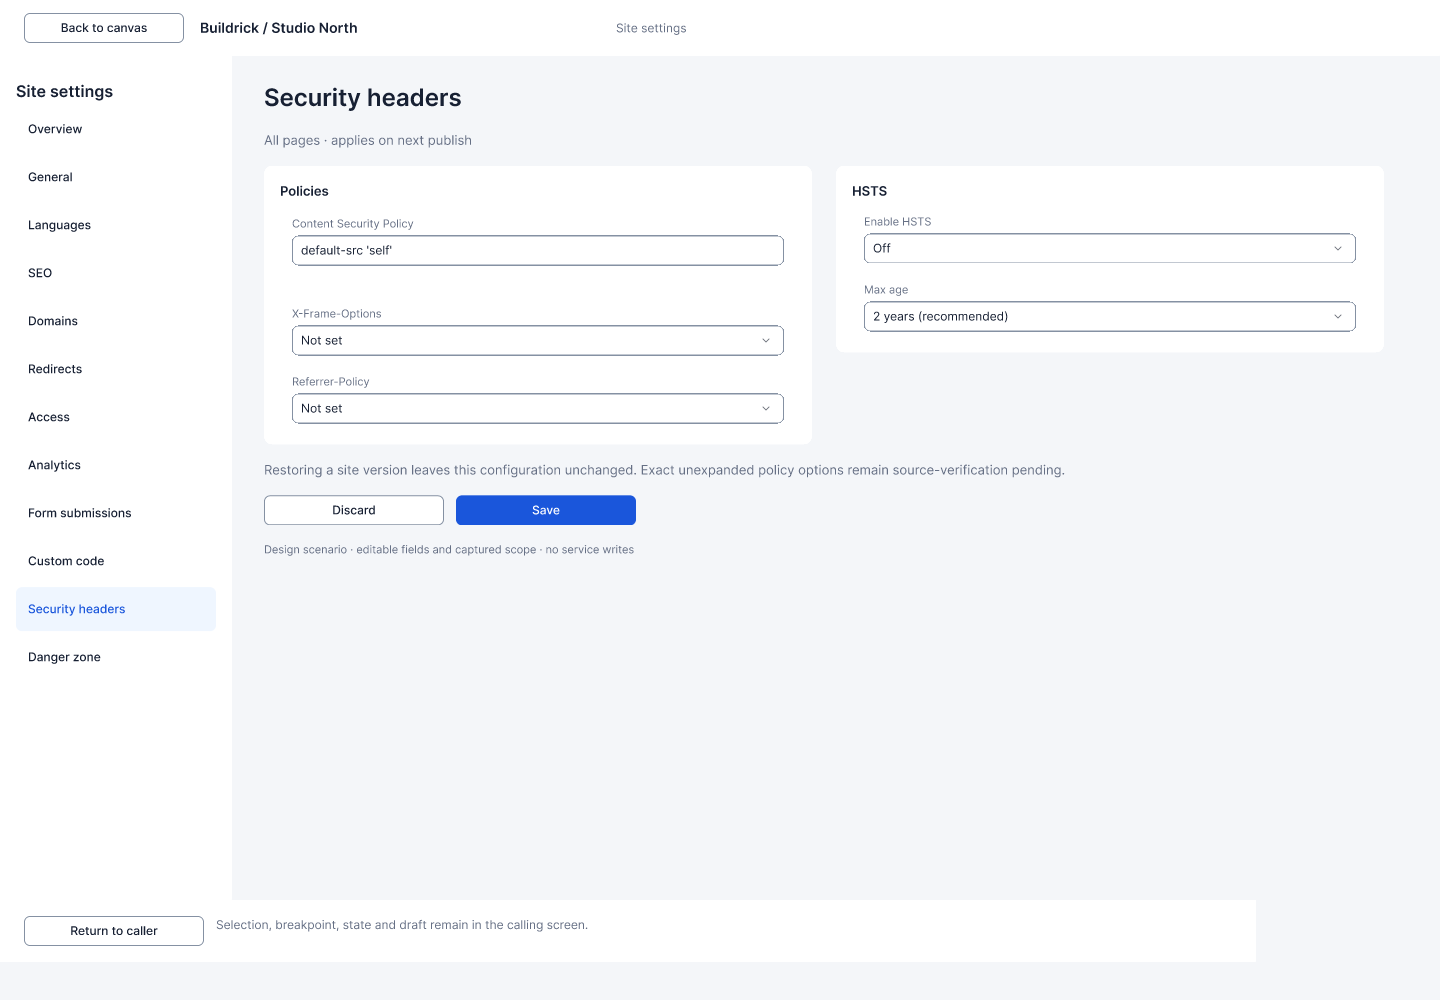 Back to canvas
Buildrick / Studio North
Site settings
Site settings
Overview
General
Languages
SEO
Domains
Redirects
Access
Analytics
Form submissions
Custom code
Security headers
Danger zone
Security headers
All pages · applies on next publish
Policies
Content Security Policy
default-src 'self'
X-Frame-Options
Not set
Referrer-Policy
Not set
HSTS
Enable HSTS
Off
Max age
2 years (recommended)
Restoring a site version leaves this configuration unchanged. Exact unexpanded policy options remain source-verification pending.
Discard
Save
Design scenario · editable fields and captured scope · no service writes
Return to caller
Selection, breakpoint, state and draft remain in the calling screen.